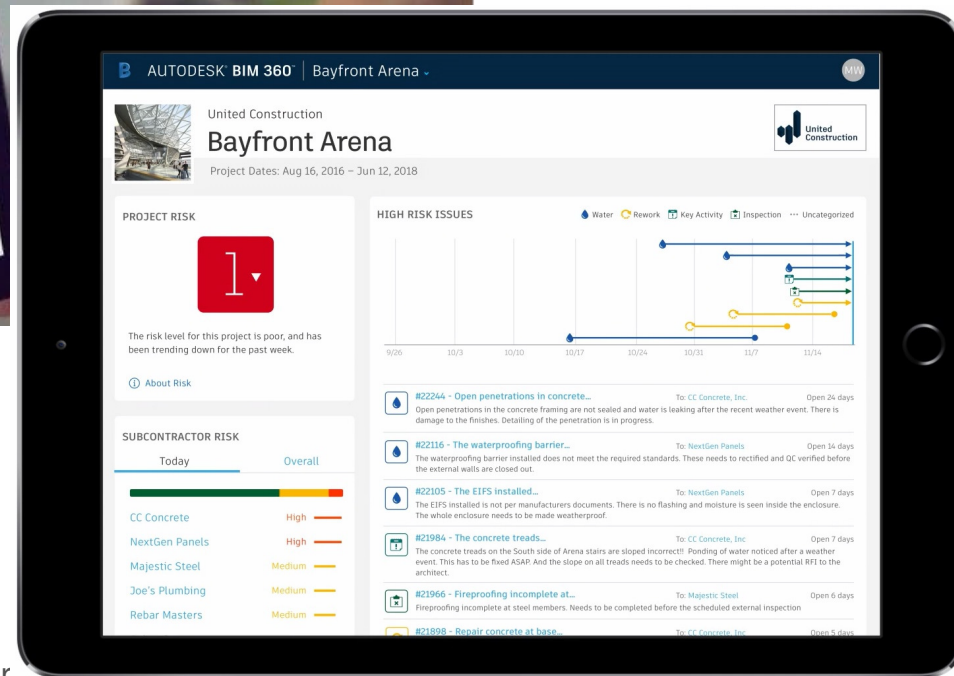 AUTODESK® BIM 360™ Bayfront Arena
MW
United Construction
Bayfront Arena
Project Dates: Aug 16, 2016 – Jun 12, 2018
United
Construction
PROJECT RISK
1
The risk level for this project is poor, and has
been trending down for the past week.
About Risk
SUBCONTRACTOR RISK
Today Overall
CC Concrete High
NextGen Panels High
Majestic Steel Medium
Joe's Plumbing Medium
Rebar Masters Medium
HIGH RISK ISSUES
Water Rework Key Activity Inspection Uncategorized
9/26 10/3 10/10 10/17 10/24 10/31 11/7 11/14
#22244 - Open penetrations in concrete... To: CC Concrete, Inc. Open 24 days
Open penetrations in the concrete framing are not sealed and water is leaking after the recent weather event. There is
damage to the finishes. Detailing of the penetration is in progress.
#22116 - The waterproofing barrier... To: NextGen Panels Open 14 days
The waterproofing barrier installed does not meet the required standards. These needs to rectified and QC verified before
the external walls are closed out.
#22105 - The EIFS installed... To: NextGen Panels Open 7 days
The EIFS installed is not per manufacturers documents. There is no flashing and moisture is seen inside the enclosure.
The whole enclosure needs to be made weatherproof.
#21984 - The concrete treads... To: CC Concrete, Inc Open 7 days
The concrete treads on the South side of Arena stairs are sloped incorrect!! Ponding of water noticed after a weather
event. This has to be fixed ASAP. And the slope on all treads needs to be checked. There might be a potential RFI to the
architect.
#21966 - Fireproofing incomplete at... To: Majestic Steel Open 6 days
Fireproofing incomplete at steel members. Needs to be completed before the scheduled external inspection
#21898 - Repair concrete at base... To: CC Concrete, Inc Open 5 days